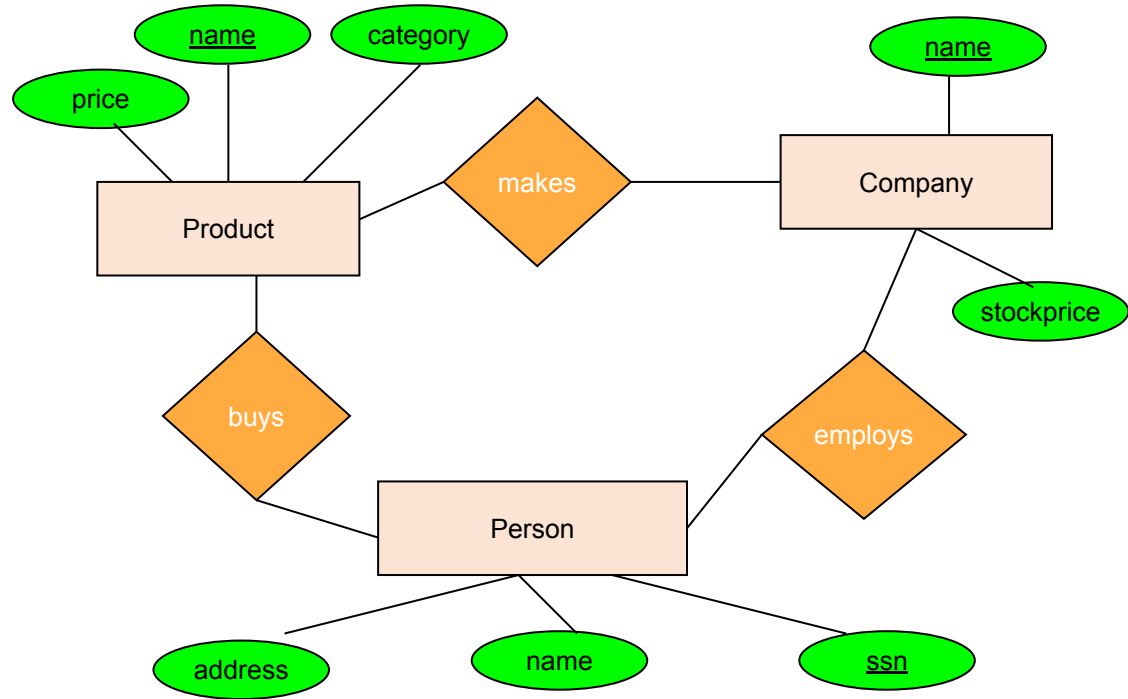 name
category
name
price
makes
Company
Product
stockprice
buys
employs
Person
address
name
ssn